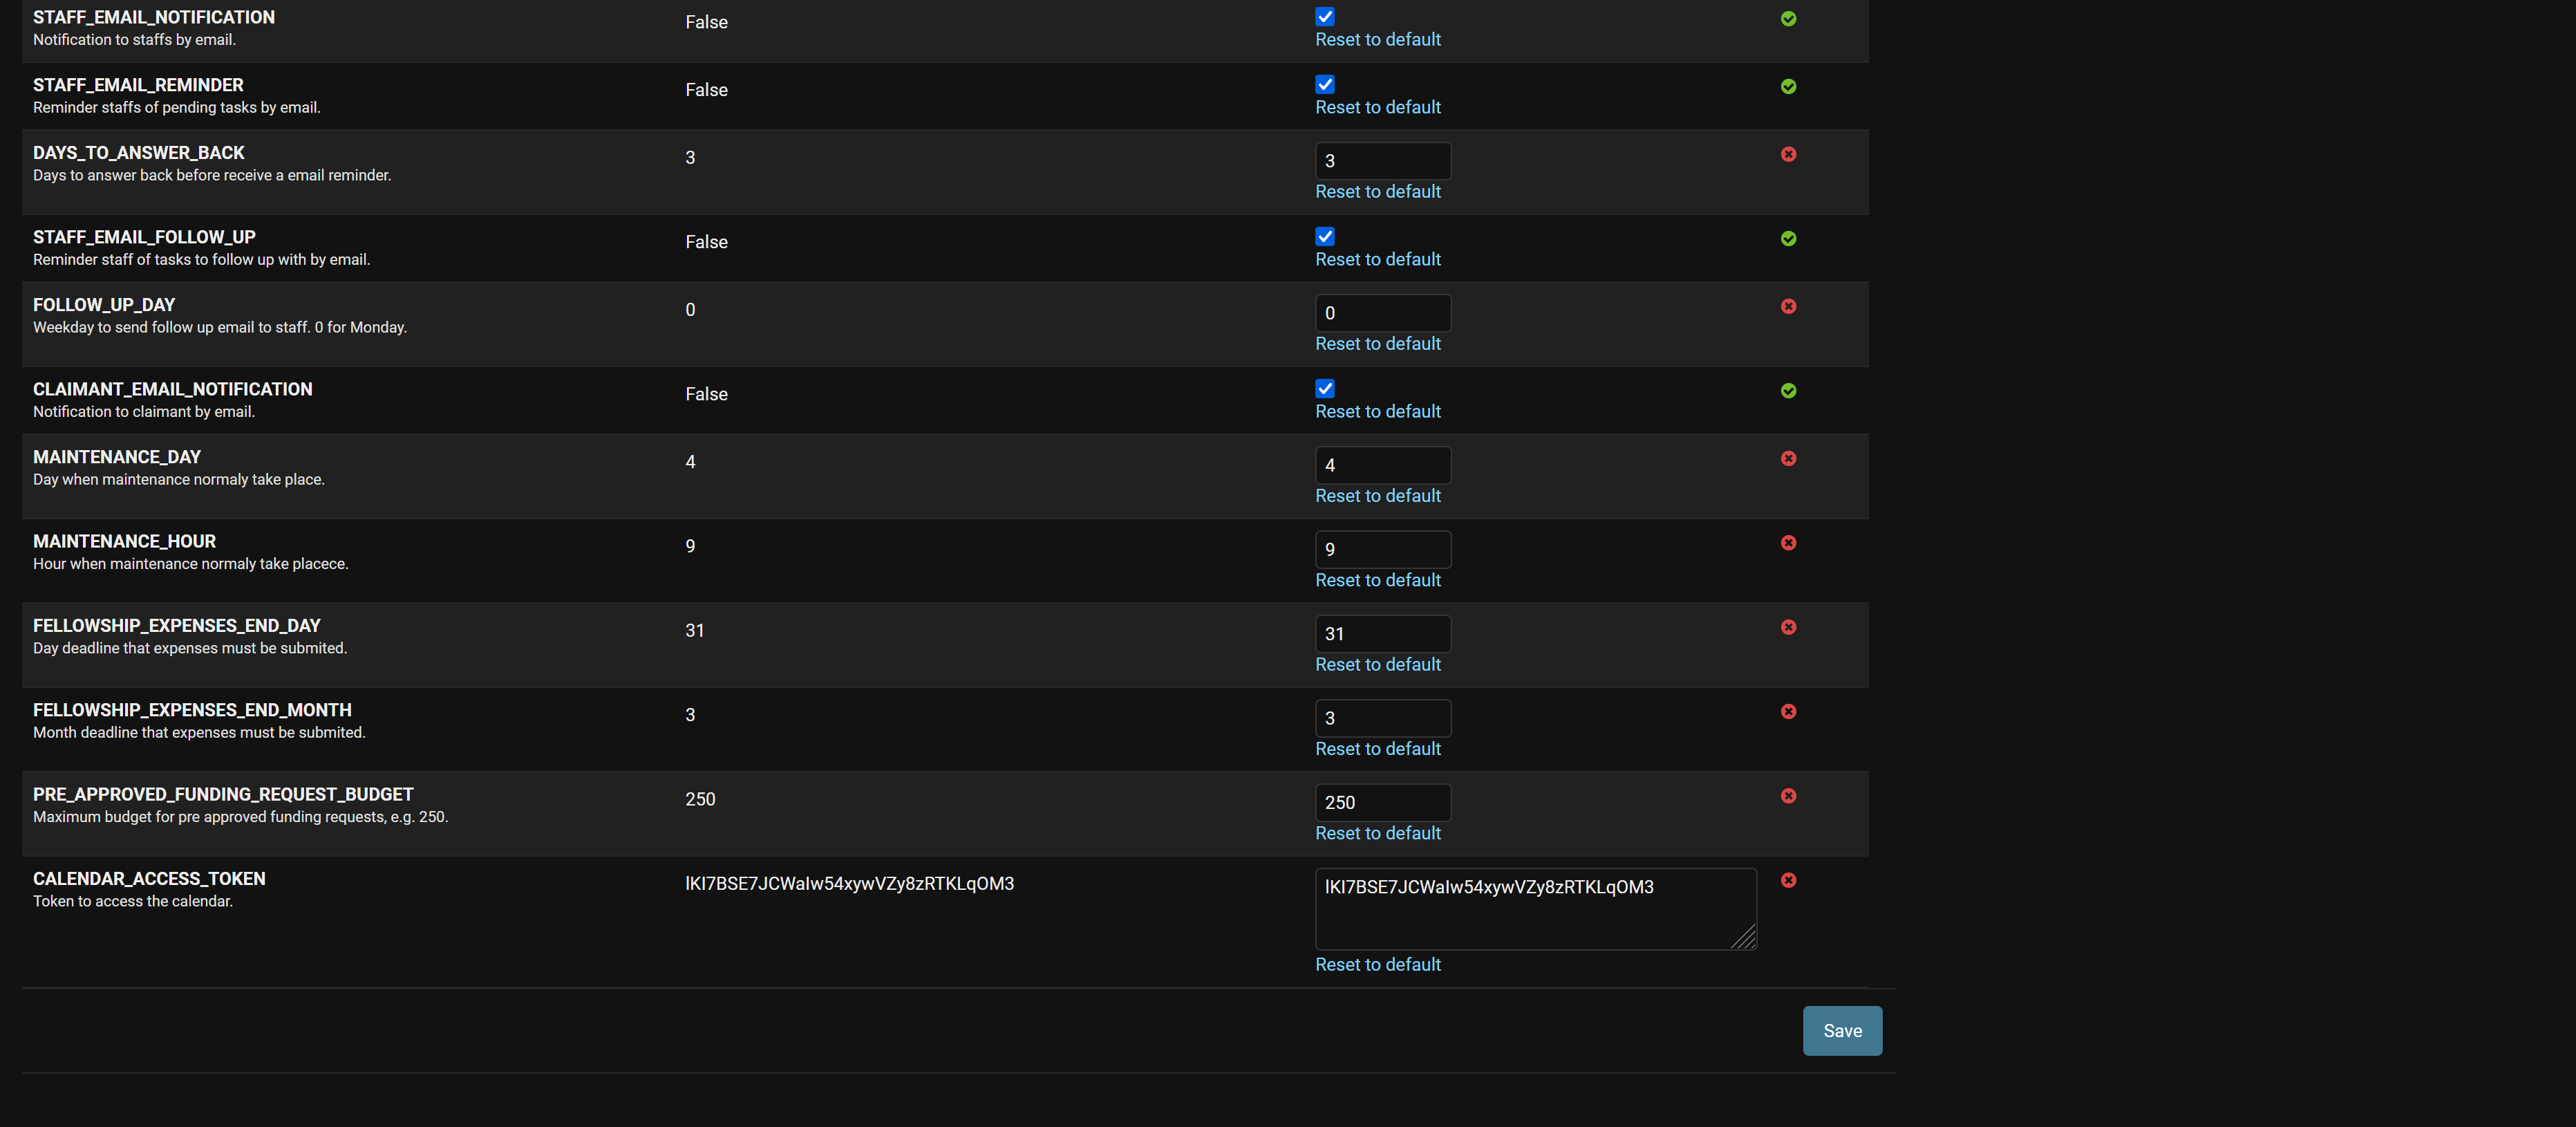 STAFF_EMAIL_NOTIFICATION
Notification to staffs by email.
False
Reset to default
STAFF_EMAIL_REMINDER
Reminder staffs of pending tasks by email.
False
Reset to default
DAYS_TO_ANSWER_BACK
Days to answer back before receive a email reminder.
3
3
Reset to default
STAFF_EMAIL_FOLLOW_UP
Reminder staff of tasks to follow up with by email.
False
Reset to default
FOLLOW_UP_DAY
Weekday to send follow up email to staff. 0 for Monday.
0
0
Reset to default
CLAIMANT_EMAIL_NOTIFICATION
Notification to claimant by email.
False
Reset to default
MAINTENANCE_DAY
Day when maintenance normaly take place.
4
4
Reset to default
MAINTENANCE_HOUR
Hour when maintenance normaly take placece.
9
9
Reset to default
FELLOWSHIP_EXPENSES_END_DAY
Day deadline that expenses must be submited.
31
31
Reset to default
FELLOWSHIP_EXPENSES_END_MONTH
Month deadline that expenses must be submited.
3
3
Reset to default
PRE_APPROVED_FUNDING_REQUEST_BUDGET
Maximum budget for pre approved funding requests, e.g. 250.
250
250
Reset to default
CALENDAR_ACCESS_TOKEN
Token to access the calendar.
lKI7BSE7JCWaIw54xywVZy8zRTKLqOM3
lKI7BSE7JCWaIw54xywVZy8zRTKLqOM3
Reset to default
Save